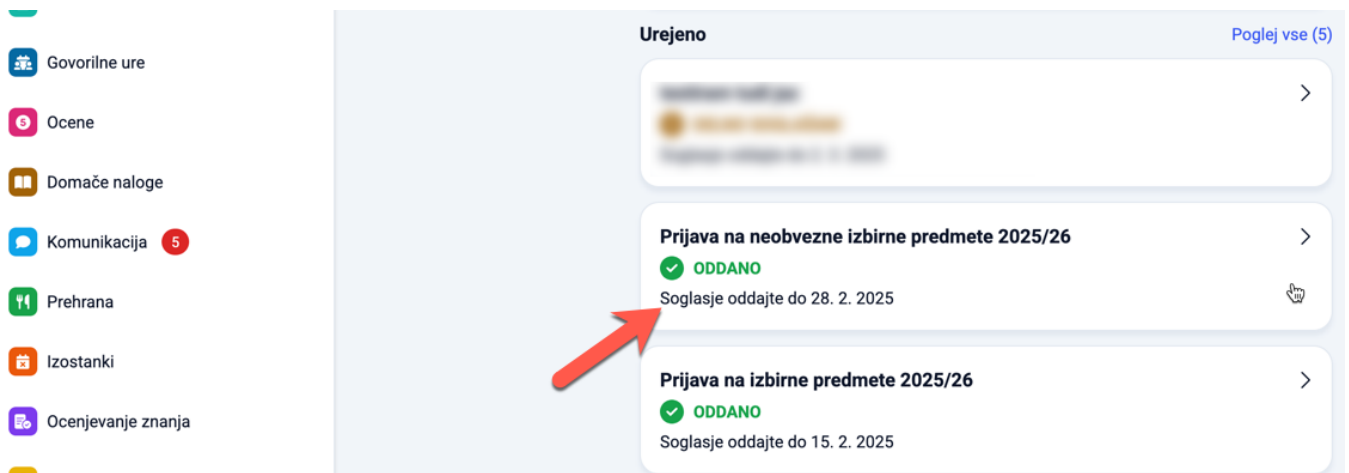 Govorilne ure
5
Ocene
Domače naloge
Komunikacija 5
Prehrana
Izostanki
Ocenjevanje znanja
Urejeno
Poglej vse (5)
Prijava na neobvezne izbirne predmete 2025/26
ODDANO
Soglasje oddajte do 28. 2. 2025
Prijava na izbirne predmete 2025/26
ODDANO
Soglasje oddajte do 15. 2. 2025